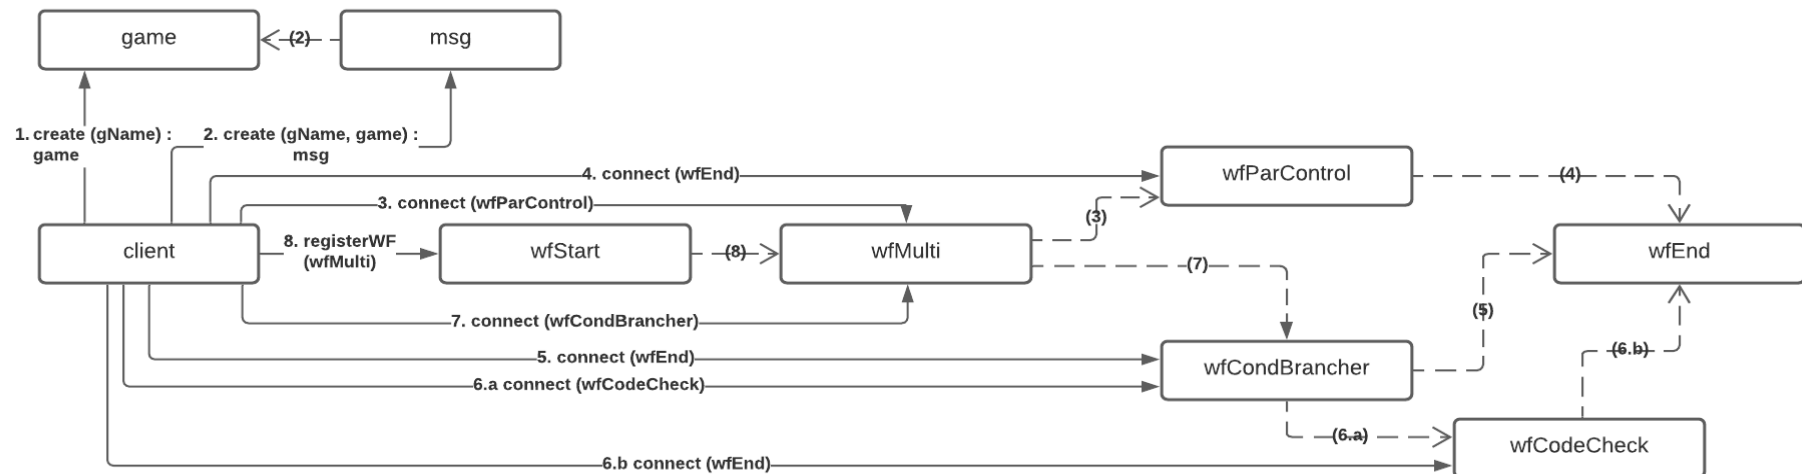 game
(2)
msg
1. create (gName) :
game
2. create (gName, game) :
msg
4. connect (wfEnd)
wfParControl
(4)
3. connect (wfParControl)
(3)
client
8. registerWF
(wfMulti)
wfStart
(8)
wfMulti
wfEnd
(7)
7. connect (wfCondBrancher)
(5)
5. connect (wfEnd)
wfCondBrancher
(6.b)
6.a connect (wfCodeCheck)
(6.a)
wfCodeCheck
6.b connect (wfEnd)